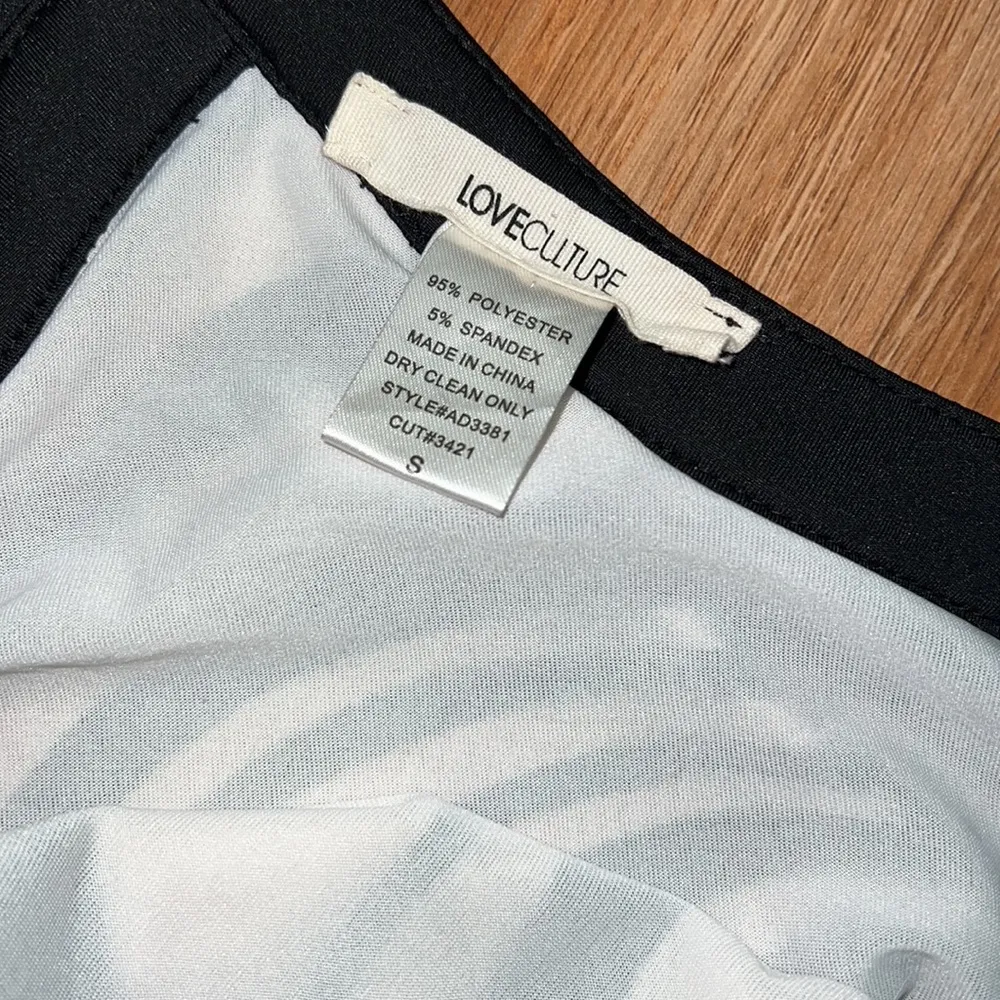 LOVECULTURE
95% POLYESTER
5% SPANDEX
MADE IN CHINA
DRY CLEAN ONLY
STYLE#AD3381
CUT#3421
S